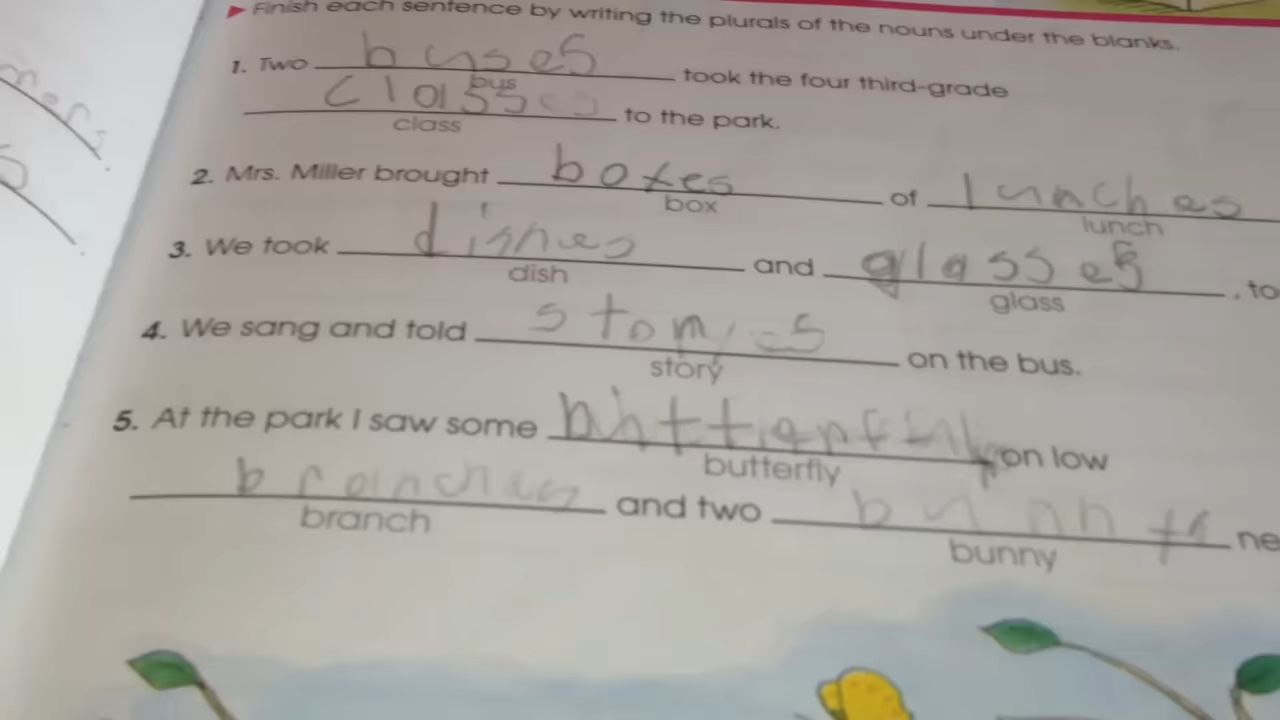 Finish each sentence by writing the plurals of the nouns under the blanks.
1. Two buses took the four third-grade
bus
classes to the park.
class
2. Mrs. Miller brought boxes of lunches
box lunch
3. We took dishes and glasses . to
dish glass
4. We sang and told stories on the bus.
story
5. At the park I saw some on low
butterfly
branches and two ne
branch bunny